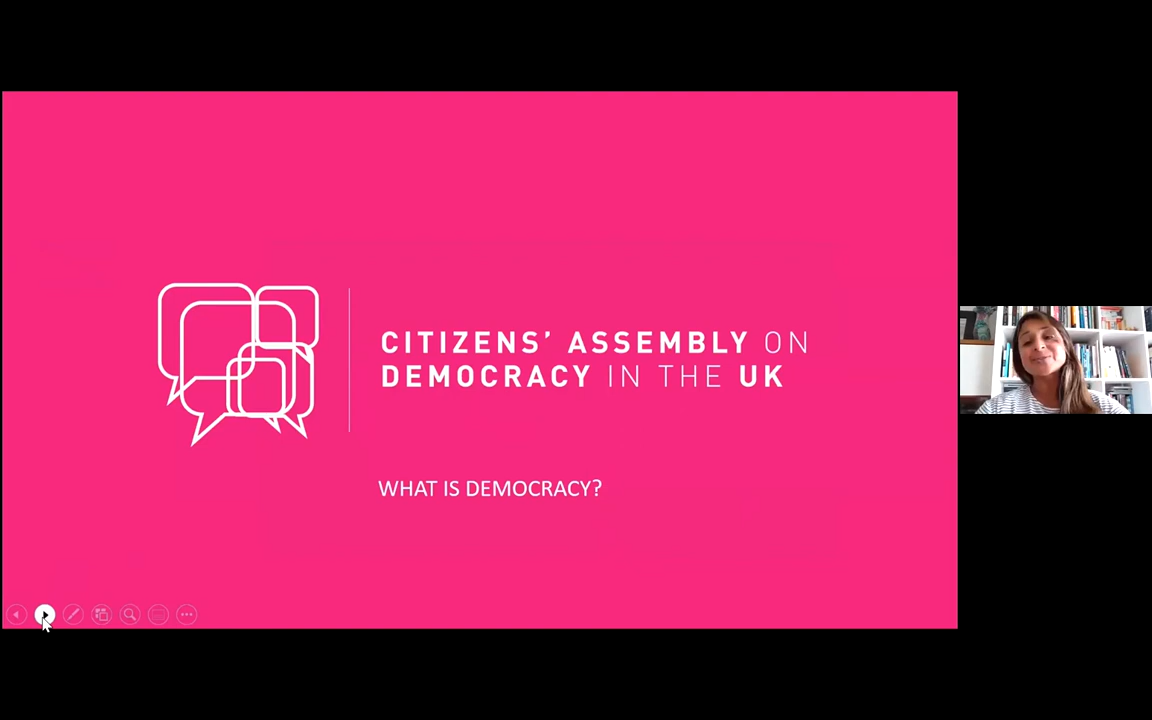 CITIZENS’ ASSEMBLY ON
DEMOCRACY IN THE UK
WHAT IS DEMOCRACY?